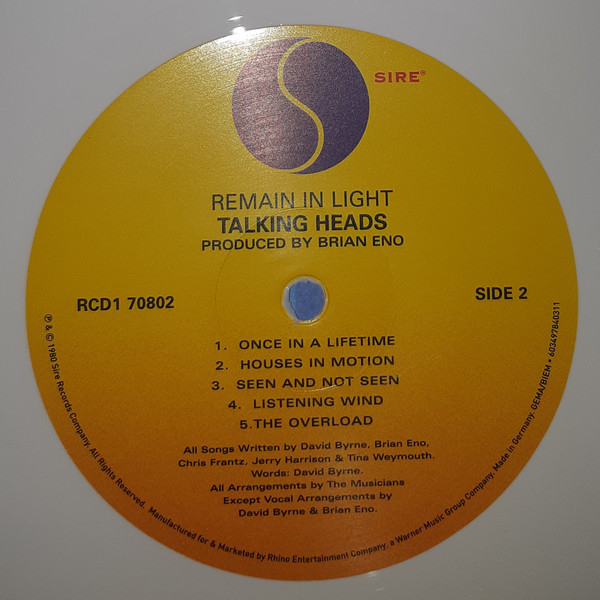 SIRE®
REMAIN IN LIGHT
TALKING HEADS
PRODUCED BY BRIAN ENO
RCD1 70802
SIDE 2
1. ONCE IN A LIFETIME
2. HOUSES IN MOTION
3. SEEN AND NOT SEEN
4. LISTENING WIND
5.THE OVERLOAD
All Songs Written by David Byrne, Brian Eno,
Chris Frantz, Jerry Harrison & Tina Weymouth.
Words: David Byrne.
All Arrangements by The Musicians
Except Vocal Arrangements by
David Byrne & Brian Eno.
℗ & © 1980 Sire Records Company. All Rights Reserved. Manufactured for & Marketed by Rhino Entertainment Company, a Warner Music Group Company. Made in Germany. GEMA/BIEM • 603497840311